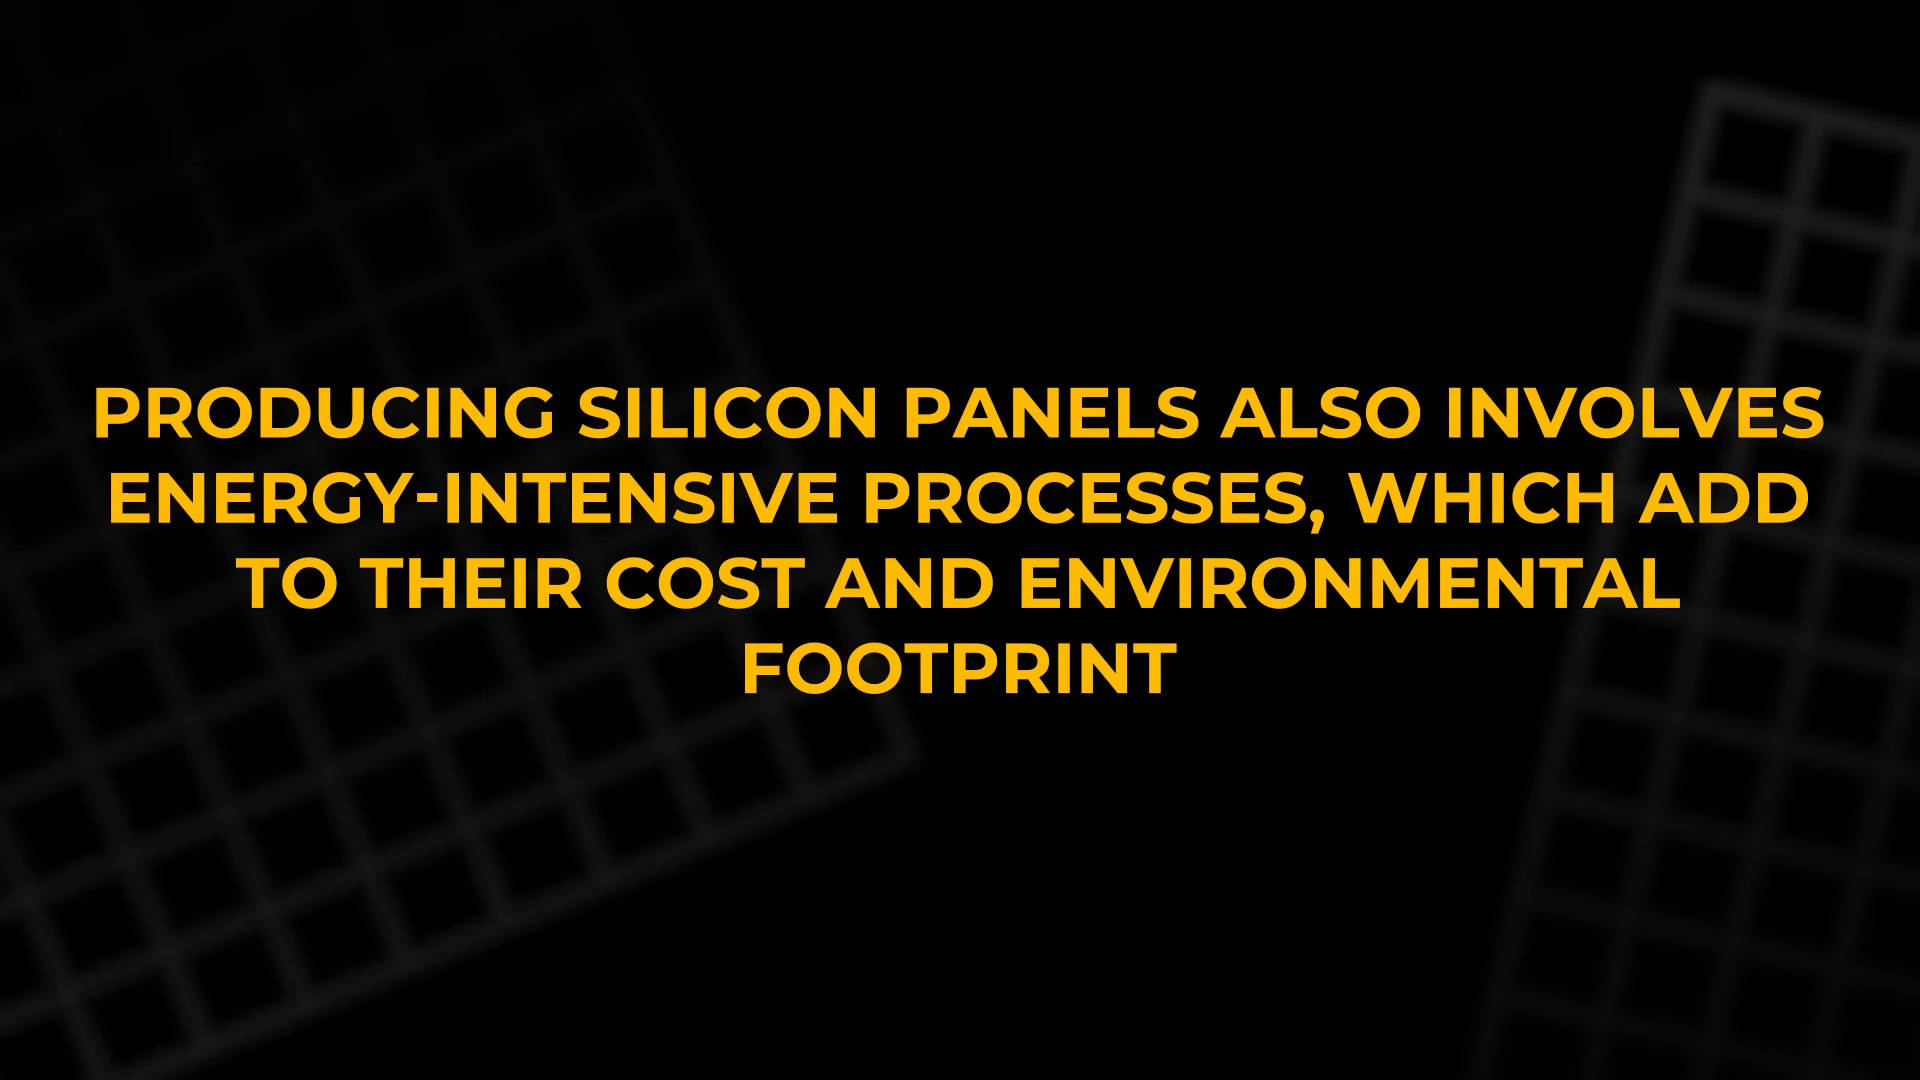 PRODUCING SILICON PANELS ALSO INVOLVES
ENERGY-INTENSIVE PROCESSES, WHICH ADD
TO THEIR COST AND ENVIRONMENTAL
FOOTPRINT